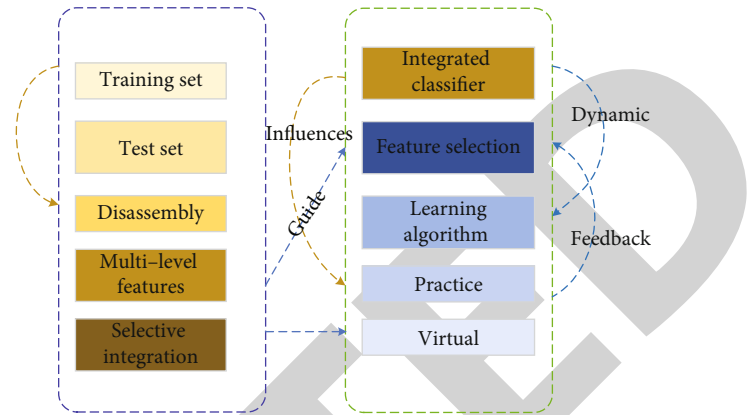 Training set
Test set
Disassembly
Multi–level
features
Selective
integration
Influences
Guide
Integrated
classifier
Feature selection
Learning
algorithm
Practice
Virtual
Dynamic
Feedback
TED